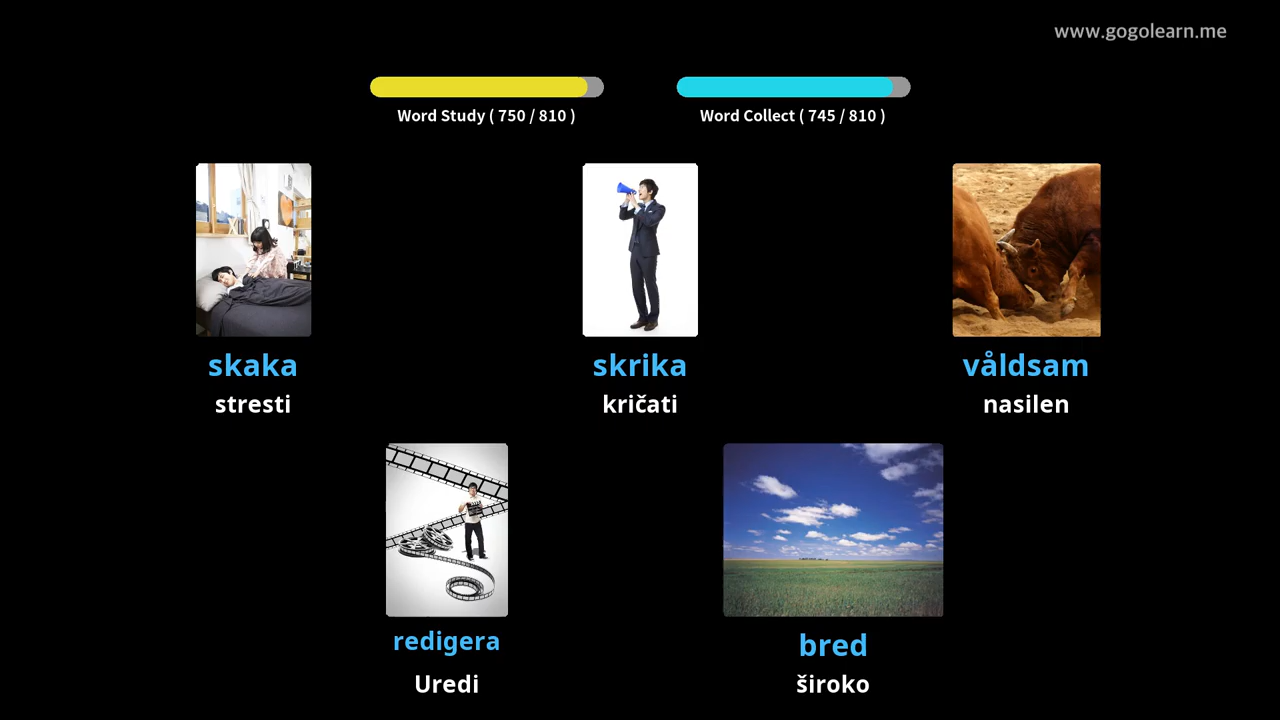 www.gogolearn.me
Word Study ( 750 / 810 )
Word Collect ( 745 / 810 )
skaka
stresti
skrika
kričati
våldsam
nasilen
redigera
Uredi
bred
široko